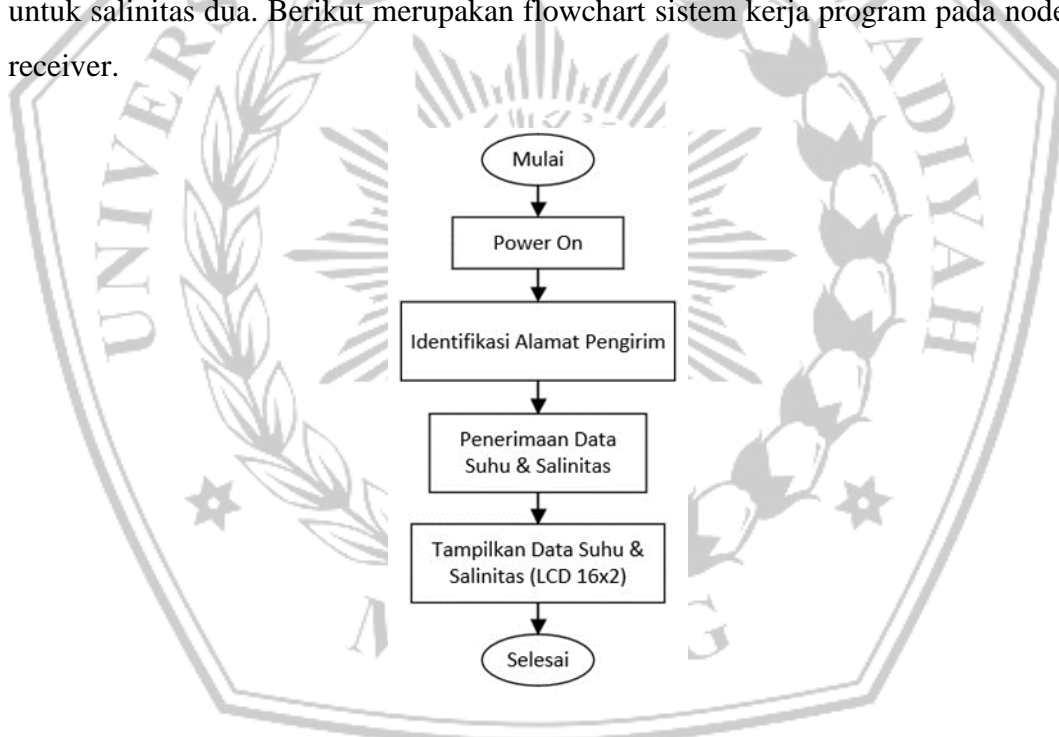 untuk salinitas dua. Berikut merupakan flowchart sistem kerja program pada node
receiver.
Mulai
Power On
Identifikasi Alamat Pengirim
Penerimaan Data
Suhu & Salinitas
Tampilkan Data Suhu &
Salinitas (LCD 16x2)
Selesai